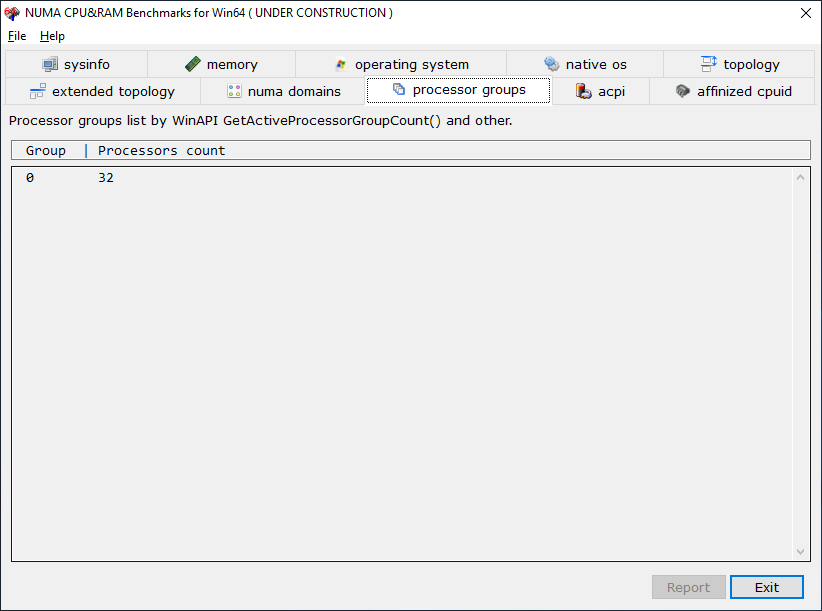 NUMA CPU&RAM Benchmarks for Win64 ( UNDER CONSTRUCTION )
File Help
sysinfo memory operating system native os topology
extended topology numa domains processor groups acpi affinized cpuid
Processor groups list by WinAPI GetActiveProcessorGroupCount() and other.
Group | Processors count
0 32
Report Exit